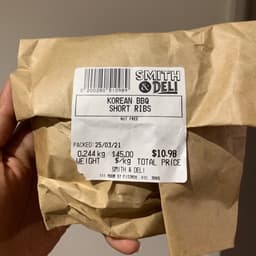 SMITH
& DELI
KOREAN BBQ
SHORT RIBS
NUT FREE
PACKED: 25/03/21
0.244 kg $45.00 $10.98
WEIGHT $/kg TOTAL PRICE
SMITH & DELI